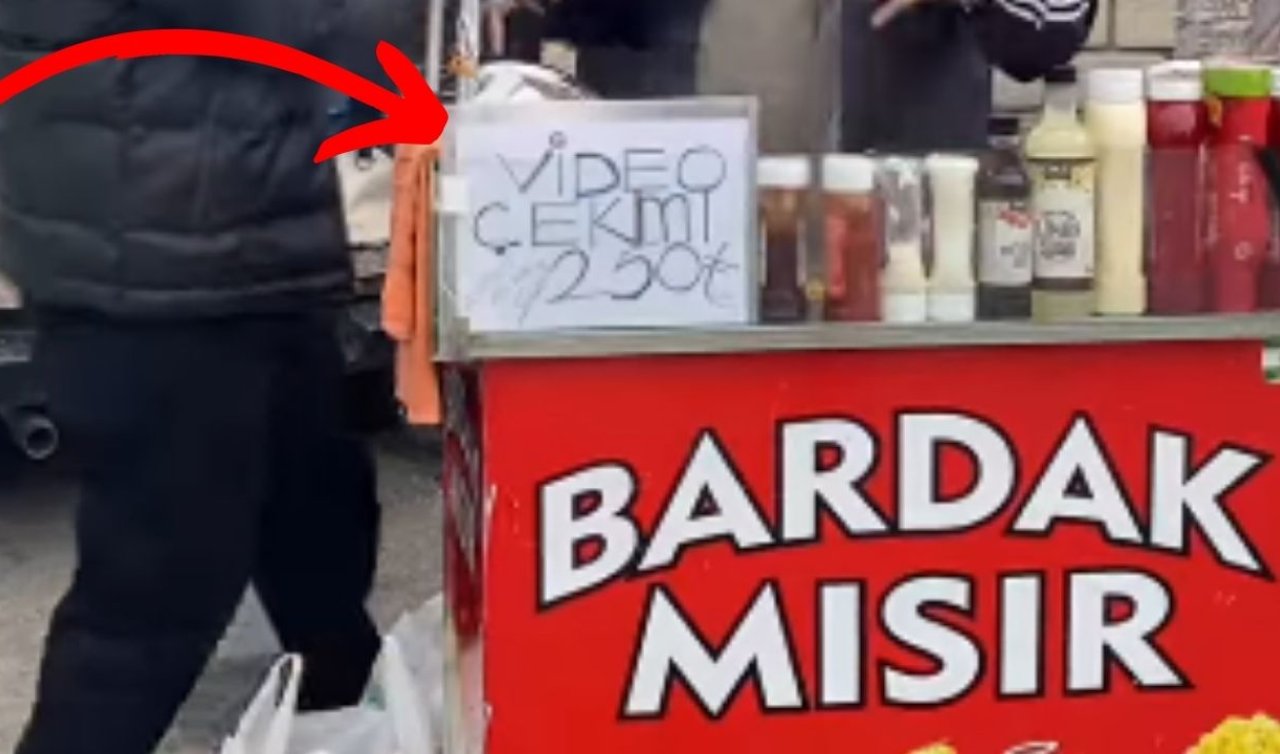 VİDEO
ÇEKMİ
250₺
BARDAK
MISIR